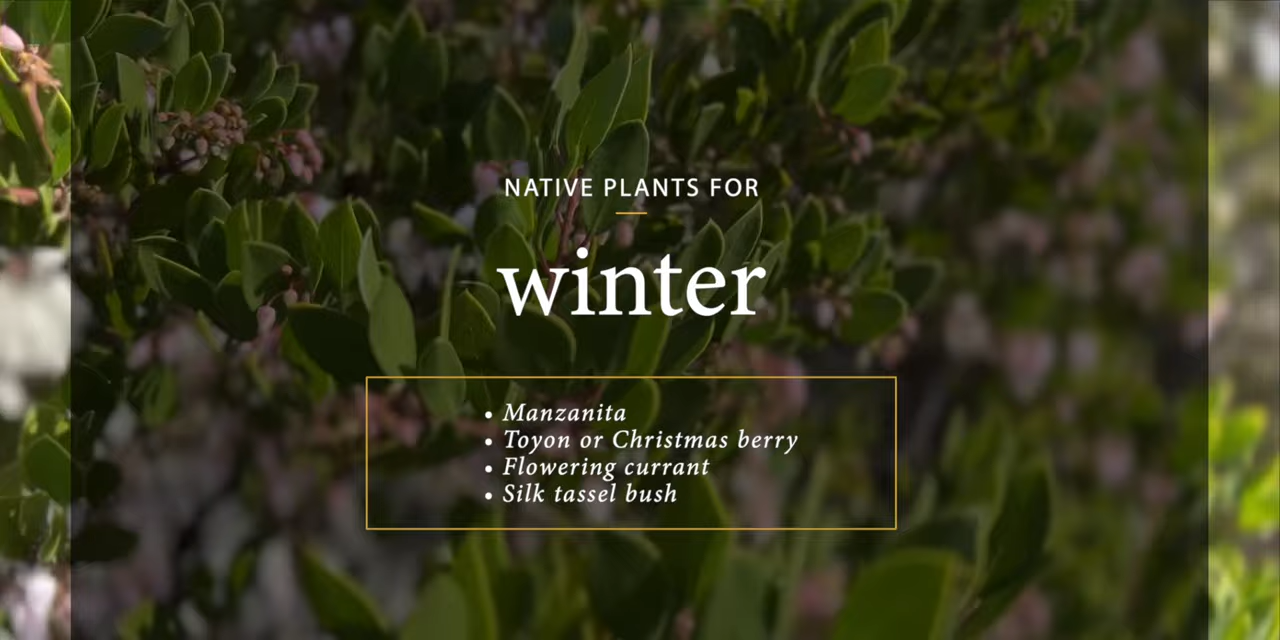 NATIVE PLANTS FOR
winter
• Manzanita
• Toyon or Christmas berry
• Flowering currant
• Silk tassel bush